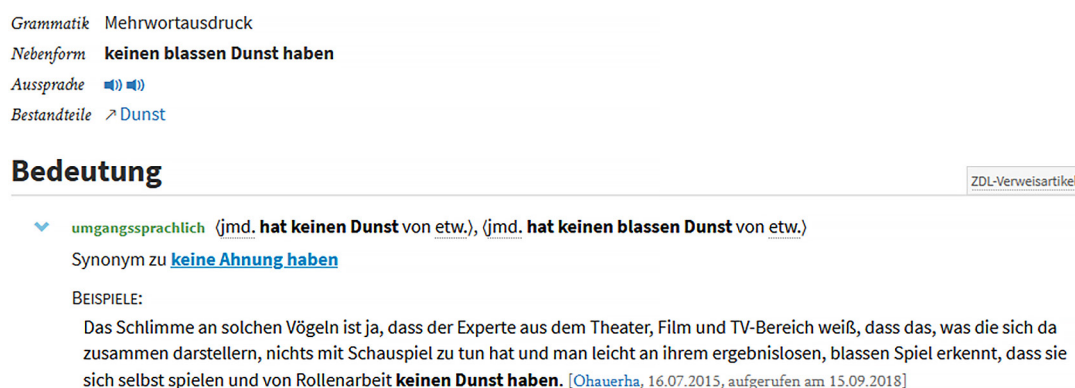 Grammatik Mehrwortausdruck
Nebenform keinen blassen Dunst haben
Aussprache
Bestandteile ↗ Dunst
Bedeutung
ZDL-Verweisartikel
umgangssprachlich ⟨jmd. hat keinen Dunst von etw.⟩, ⟨jmd. hat keinen blassen Dunst von etw.⟩
Synonym zu keine Ahnung haben
BEISPIELE:
Das Schlimme an solchen Vögeln ist ja, dass der Experte aus dem Theater, Film und TV-Bereich weiß, dass das, was die sich da
zusammen darstellern, nichts mit Schauspiel zu tun hat und man leicht an ihrem ergebnislosen, blassen Spiel erkennt, dass sie
sich selbst spielen und von Rollenarbeit keinen Dunst haben. [Ohauerha, 16.07.2015, aufgerufen am 15.09.2018]